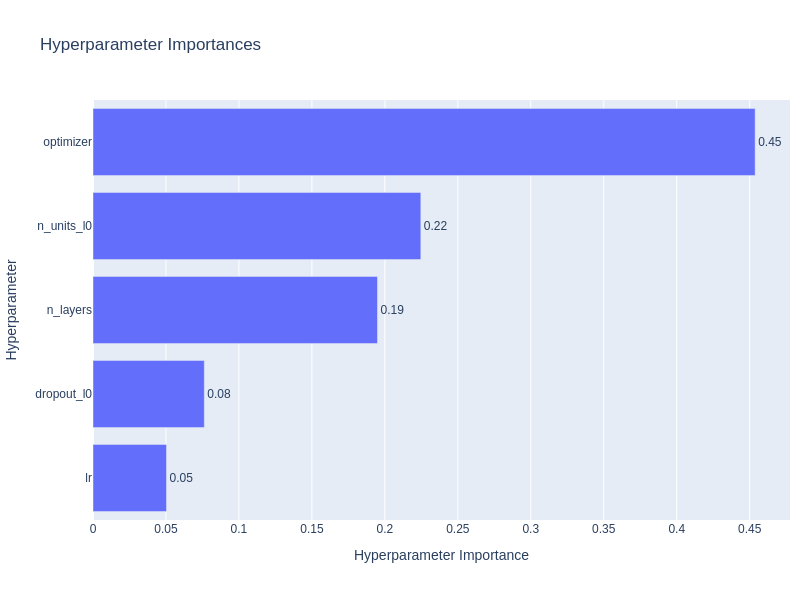 Hyperparameter Importances
Hyperparameter
optimizer
0.45
n_units_l0
0.22
n_layers
0.19
dropout_l0
0.08
lr
0.05
0
0.05
0.1
0.15
0.2
0.25
0.3
0.35
0.4
0.45
Hyperparameter Importance